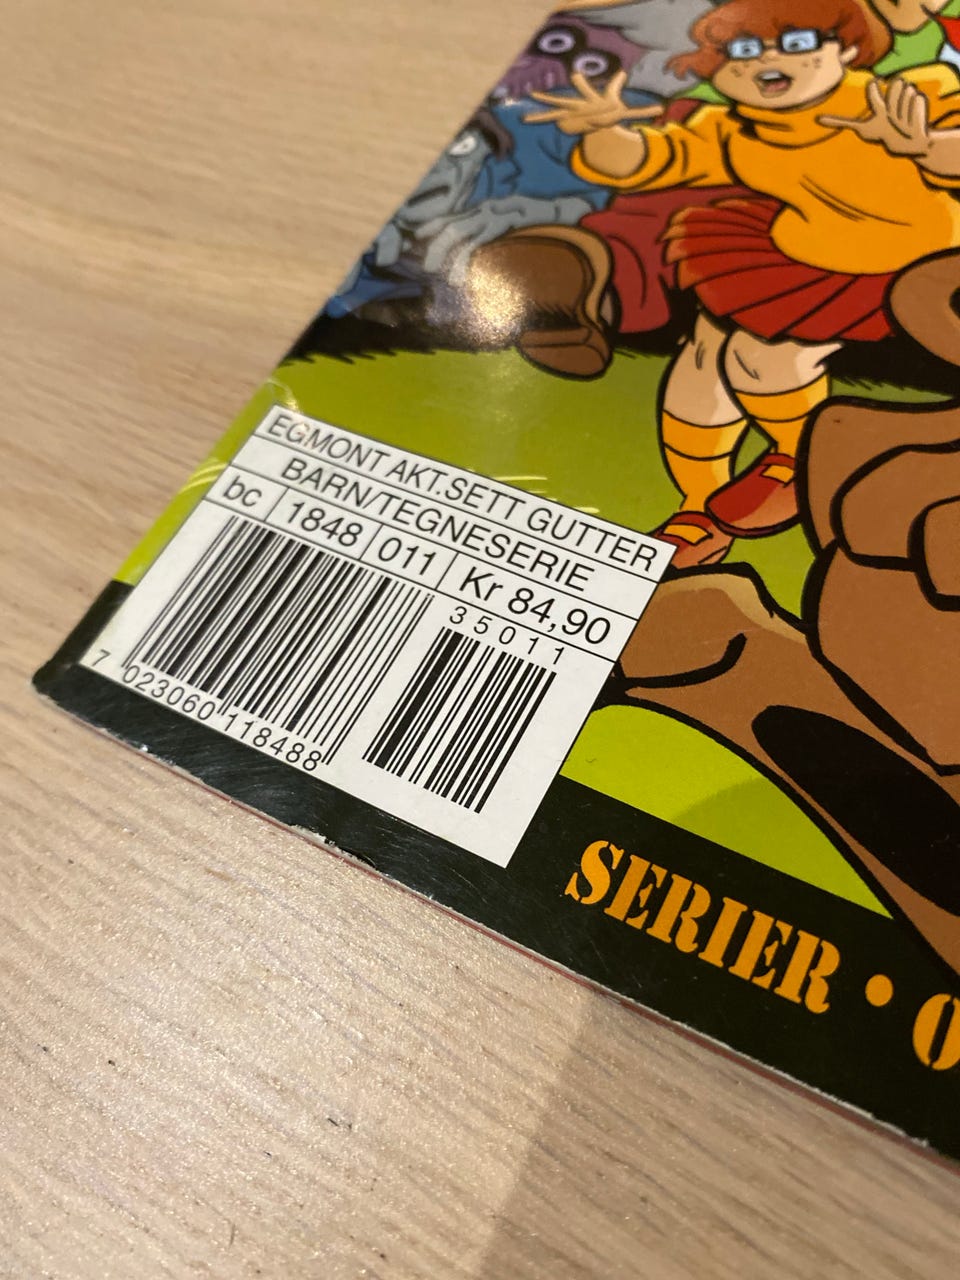 EGMONT AKT.SETT GUTTER
BARN/TEGNESERIE
bc 1848 011 Kr 84,90
35011
7 023060 118488
SERIER •